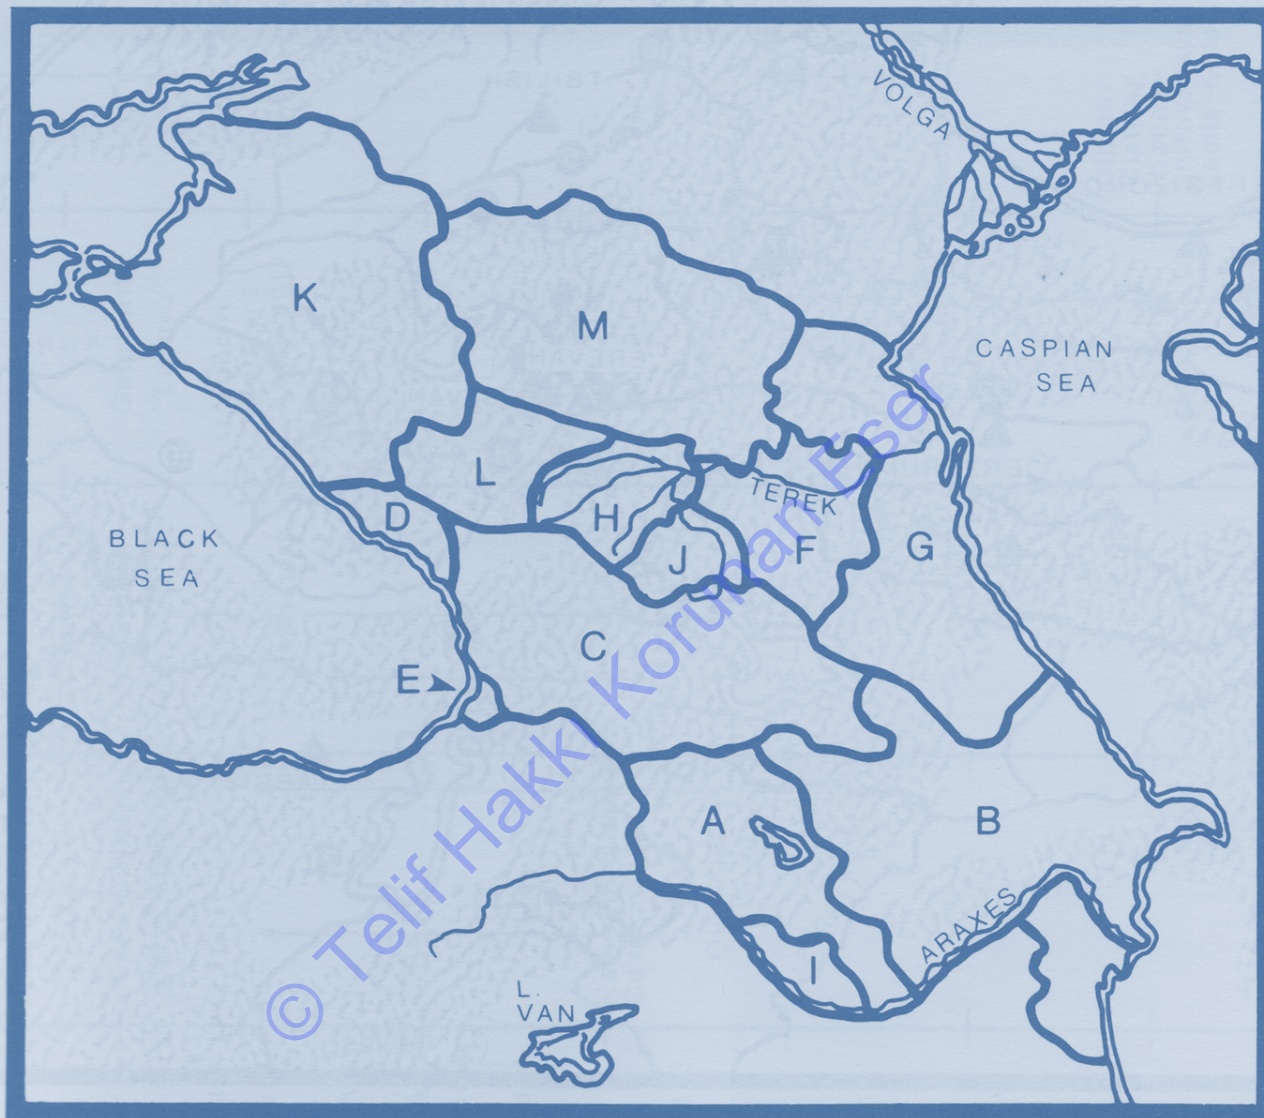 VOLGA
K
M
CASPIAN
SEA
L
TEREK
D
H
BLACK
SEA
J
F
G
C
E
A
B
ARAXES
I
L.
VAN
© Telif Hakkı Korunan Eser